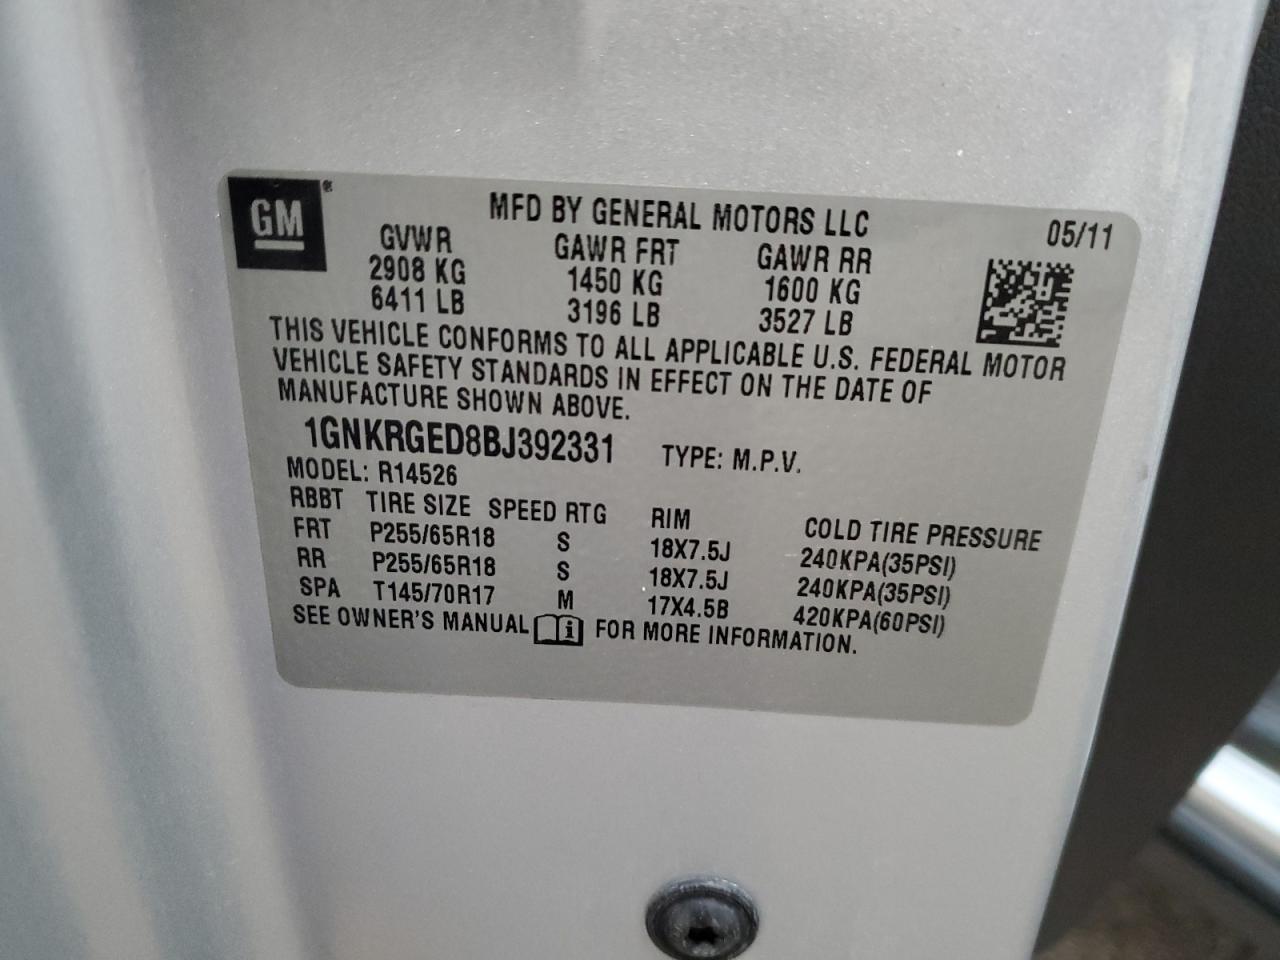 GM®
MFD BY GENERAL MOTORS LLC
05/11
GVWR GAWR FRT GAWR RR
2908 KG 1450 KG 1600 KG
6411 LB 3196 LB 3527 LB
THIS VEHICLE CONFORMS TO ALL APPLICABLE U.S. FEDERAL MOTOR
VEHICLE SAFETY STANDARDS IN EFFECT ON THE DATE OF
MANUFACTURE SHOWN ABOVE.
1GNKRGED8BJ392331 TYPE: M.P.V.
MODEL: R14526
RBBT TIRE SIZE SPEED RTG RIM COLD TIRE PRESSURE
FRT P255/65R18 S 18X7.5J 240KPA(35PSI)
RR P255/65R18 S 18X7.5J 240KPA(35PSI)
SPA T145/70R17 M 17X4.5B 420KPA(60PSI)
SEE OWNER'S MANUAL i FOR MORE INFORMATION.